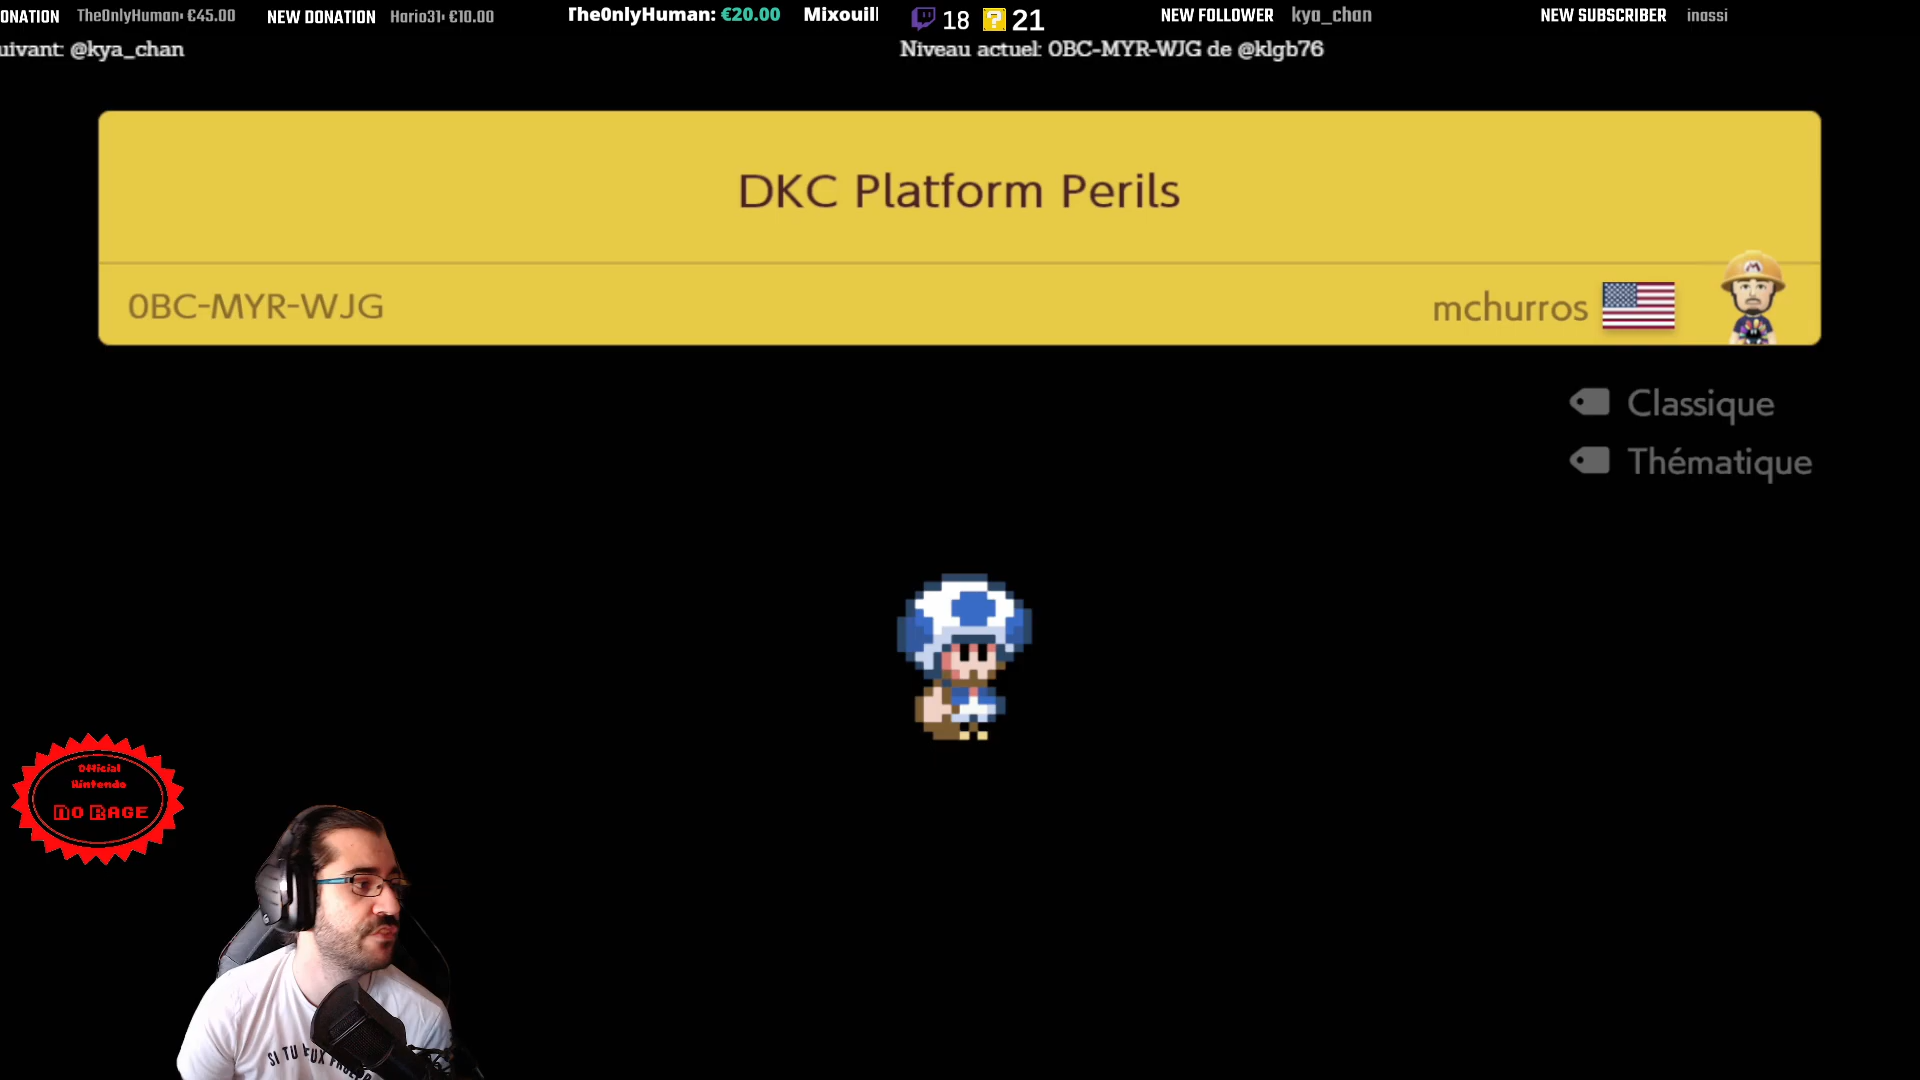 ONATION TheOnlyHuman: €45.00 NEW DONATION Hario31: €10.00 The0nlyHuman: €20.00 Mixouill 18 21 NEW FOLLOWER kya_chan NEW SUBSCRIBER inassi
uivant: @kya_chan Niveau actuel: 0BC-MYR-WJG de @klgb76
DKC Platform Perils
0BC-MYR-WJG mchurros
Classique
Thématique
Official
Nintendo
NO RAGE
SI TU